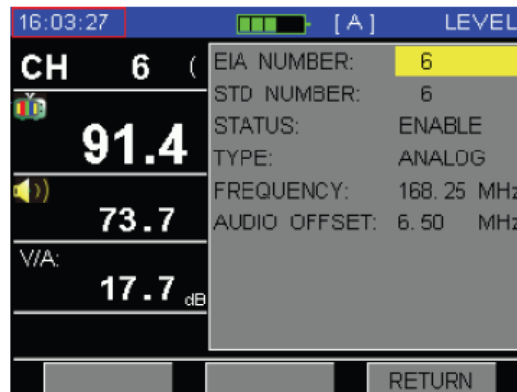 16:03:27 [ A ] LEVEL
CH 6 (
91.4
73.7
V/A:
17.7 dB
EIA NUMBER: 6
STD NUMBER: 6
STATUS: ENABLE
TYPE: ANALOG
FREQUENCY: 168.25 MHz
AUDIO OFFSET: 6.50 MHz
RETURN